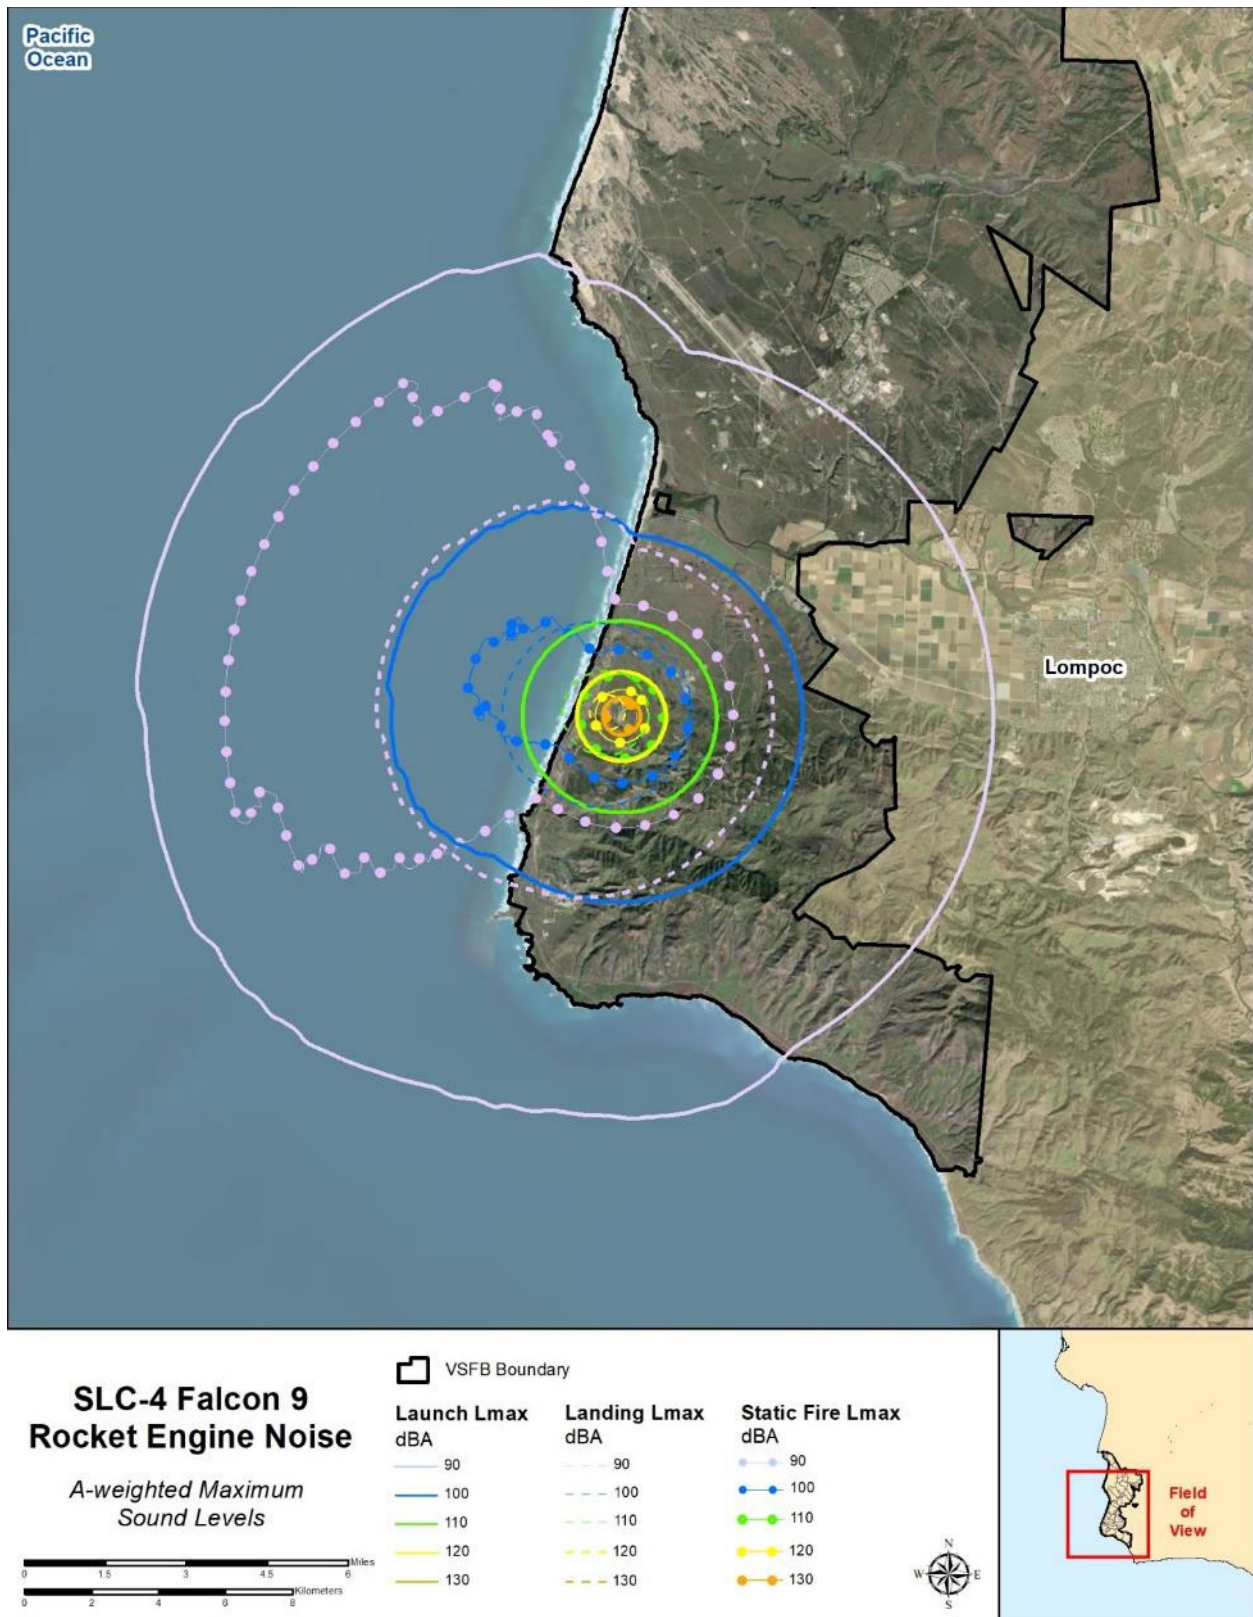 Pacific
Ocean
Lompoc
SLC-4 Falcon 9
Rocket Engine Noise
A-weighted Maximum
Sound Levels
0 1.5 3 4.5 6 Miles
0 2 4 6 8 Kilometers
VSFB Boundary
Launch Lmax
dBA
90
100
110
120
130
Landing Lmax
dBA
90
100
110
120
130
Static Fire Lmax
dBA
90
100
110
120
130
N
W E
S
Field
of
View